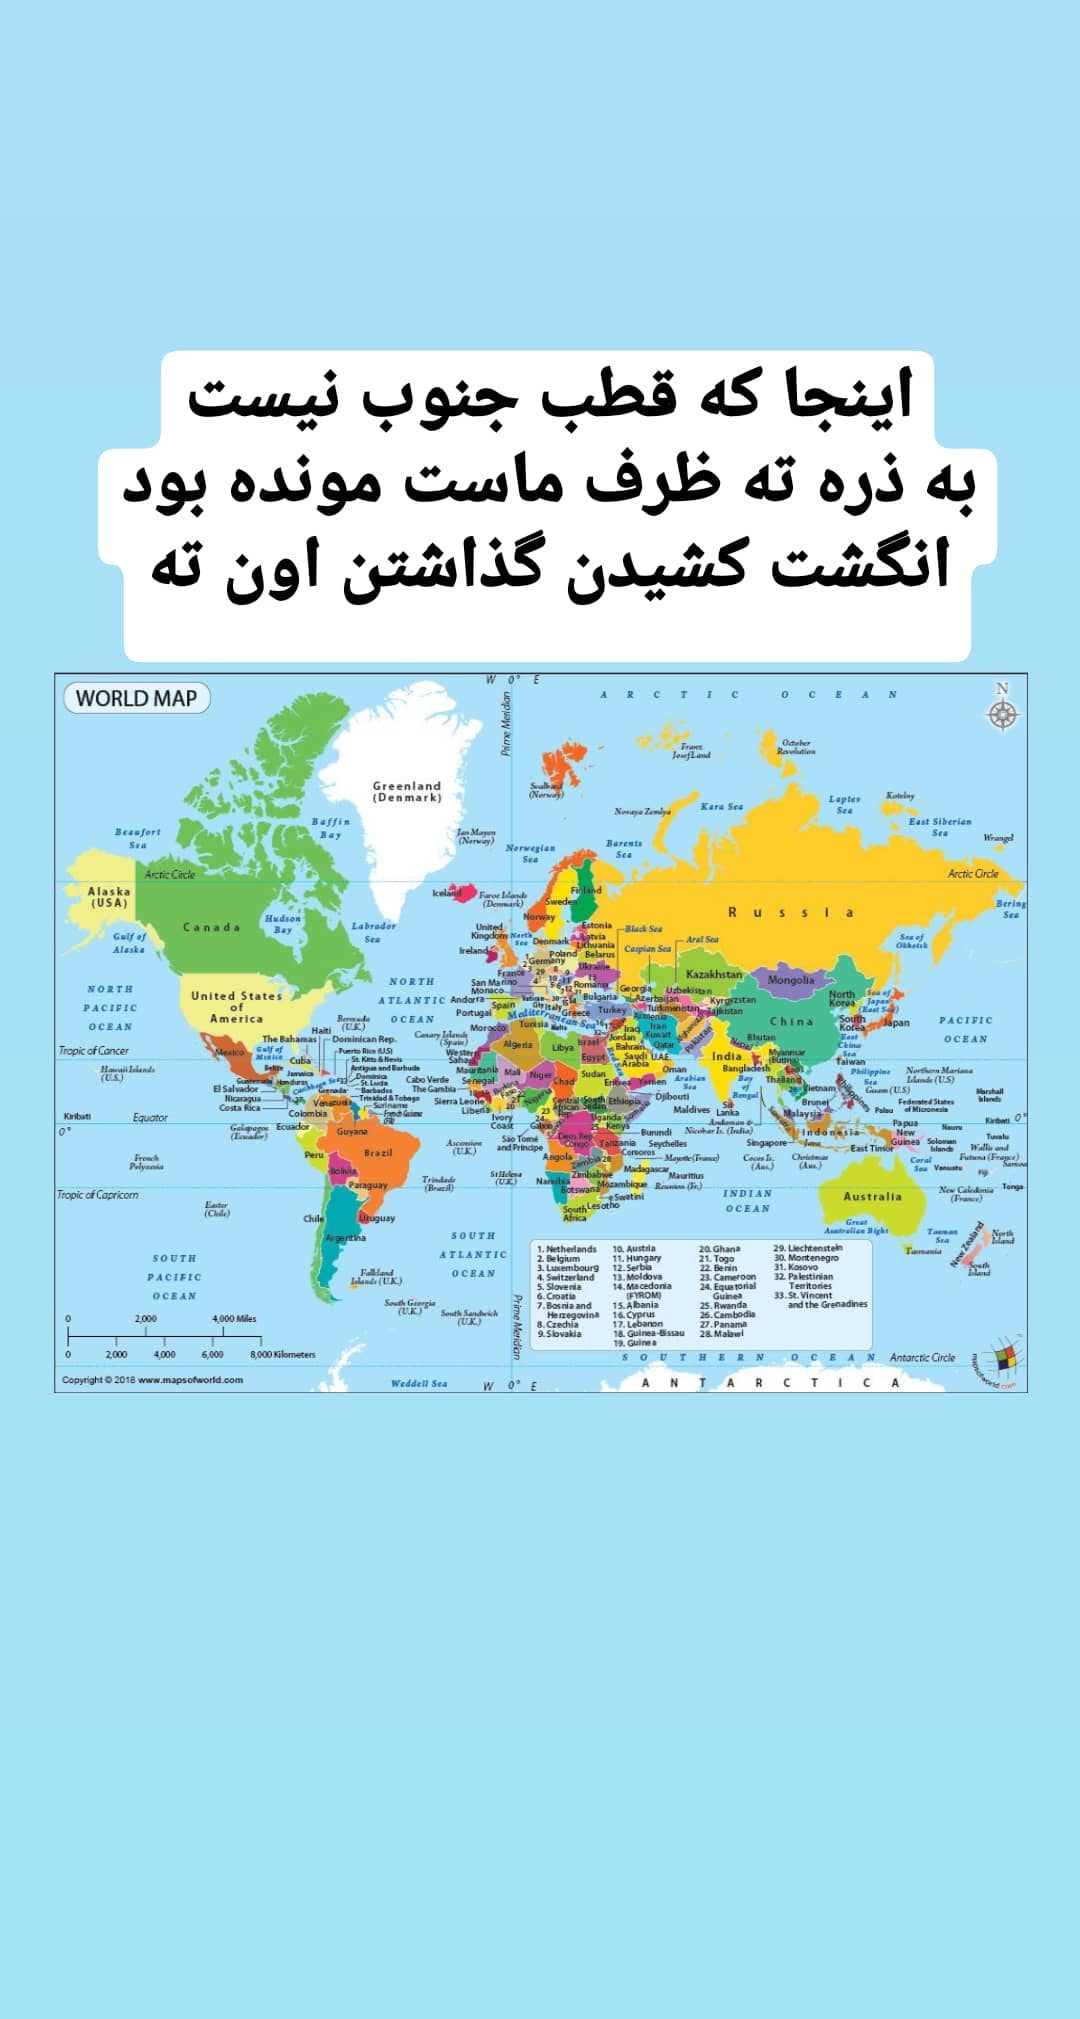 اینجا که قطب جنوب نیست
به ذره ته ظرف ماست مونده بود
انگشت کشیدن گذاشتن اون ته
WORLD MAP
W 0° E
Prime Meridian
ARCTIC OCEAN
N
Greenland
(Denmark)
Svalbard
(Norway)
Franz
Josef Land
October
Revolution
Novaya Zemlya
Kara Sea
Laptev
Sea
Kotelny
East Siberian
Sea
Wrangel
Beaufort
Sea
Baffin
Bay
Jan Mayen
(Norway)
Norwegian
Sea
Barents
Sea
Arctic Circle
Arctic Circle
Alaska
(USA)
Iceland
Faroe Islands
(Denmark)
Finland
Sweden
Norway
Russia
Bering
Sea
Canada
Hudson
Bay
Labrador
Sea
Gulf of
Alaska
United
Kingdom
North
Sea
Denmark
Estonia
Latvia
Lithuania
Belarus
Black Sea
Caspian Sea
Aral Sea
Sea of
Okhotsk
Ireland
Poland
Germany
Ukraine
France
San Marino
Monaco
Andorra
Romania
Bulgaria
Georgia
Azerbaijan
Armenia
Kazakhstan
Uzbekistan
Kyrgyzstan
Turkmenistan
Tajikistan
Mongolia
NORTH
PACIFIC
OCEAN
United States
of
America
NORTH
ATLANTIC
OCEAN
Portugal
Spain
Italy
Greece
Turkey
Mediterranean Sea
China
North
Korea
South
Korea
Sea of
Japan
(East Sea)
Japan
PACIFIC
OCEAN
Bermuda
(U.K.)
Haiti
The Bahamas
Dominican Rep.
Canary Islands
(Spain)
Morocco
Tunisia
Malta
Israel
Jordan
Iraq
Iran
Kuwait
Bahrain
Qatar
Saudi
Arabia
UAE
Pakistan
Nepal
Bhutan
East
China
Sea
Taiwan
Tropic of Cancer
Hawaii Islands
(U.S.)
Mexico
Gulf of
Mexico
Cuba
Puerto Rico (U.S)
St. Kitts & Nevis
Antigua and Barbuda
Dominica
St. Lucia
Barbados
Trinidad & Tobago
Belize
Jamaica
Guatemala
Honduras
El Salvador
Nicaragua
Costa Rica
Caribbean Sea
Grenada
Western
Sahara
Algeria
Libya
Egypt
Mauritania
Mali
Niger
Chad
Sudan
Eritrea
Yemen
Oman
Arabian
Sea
India
Bangladesh
Bay
of
Bengal
Myanmar
(Burma)
Laos
Thailand
Vietnam
Philippines
Philippine
Sea
Northern Mariana
Islands (U.S)
Guam (U.S)
Marshall
Islands
Cabo Verde
The Gambia
Senegal
Sierra Leone
Liberia
Ivory
Coast
Burkina
Faso
Nigeria
Central
African
Rep.
South
Sudan
Ethiopia
Djibouti
Somalia
Maldives
Sri
Lanka
Andaman &
Nicobar Is. (India)
Brunei
Malaysia
Palau
Federated States
of Micronesia
Nauru
Kiribati
Kiribati
0°
0°
Equator
Galapagos
(Ecuador)
Venezuela
Colombia
Ecuador
Suriname
French Guiana
(FR)
Guyana
Peru
Brazil
Bolivia
Paraguay
Chile
Argentina
Uruguay
Ascension
(U.K.)
São Tomé
and Príncipe
Gabon
Dem. Rep.
Congo
Uganda
Kenya
Burundi
Tanzania
Seychelles
Comoros
Mayotte (France)
Angola
Zambia
Zimbabwe
Madagascar
Mauritius
Reunion (Fr.)
Mozambique
Namibia
Botswana
eSwatini
Lesotho
South
Africa
St Helena
(U.K.)
Trindade
(Brazil)
Singapore
Sumatra
Java
Indonesia
East Timor
Papua
New
Guinea
Solomon
Islands
Tuvalu
Wallis and
Futuna (France)
Samoa
Cocos Is.
(Aus.)
Christmas
(Aus.)
Coral
Sea
Vanuatu
Fiji
New Caledonia
(France)
Tonga
French
Polynesia
Tropic of Capricorn
Easter
(Chile)
INDIAN
OCEAN
Australia
Great
Australian Bight
Tasman
Sea
Tasmania
New Zealand
North
Island
South
Island
SOUTH
PACIFIC
OCEAN
SOUTH
ATLANTIC
OCEAN
Falkland
Islands (U.K.)
South Georgia
(U.K.)
South Sandwich
(U.K.)
1. Netherlands
2. Belgium
3. Luxembourg
4. Switzerland
5. Slovenia
6. Croatia
7. Bosnia and
Herzegovina
8. Czechia
9. Slovakia
10. Austria
11. Hungary
12. Serbia
13. Moldova
14. Macedonia
(FYROM)
15. Albania
16. Cyprus
17. Lebanon
18. Guinea-Bissau
19. Guinea
20. Ghana
21. Togo
22. Benin
23. Cameroon
24. Equatorial
Guinea
25. Rwanda
26. Cambodia
27. Panama
28. Malawi
29. Liechtenstein
30. Montenegro
31. Kosovo
32. Palestinian
Territories
33. St. Vincent
and the Grenadines
0 2,000 4,000 Miles
0 2,000 4,000 6,000 8,000 Kilometers
Prime Meridian
SOUTHERN OCEAN
Antarctic Circle
Copyright © 2018 www.mapsofworld.com
Weddell Sea
W 0° E
ANTARCTICA
mapsofworld.com